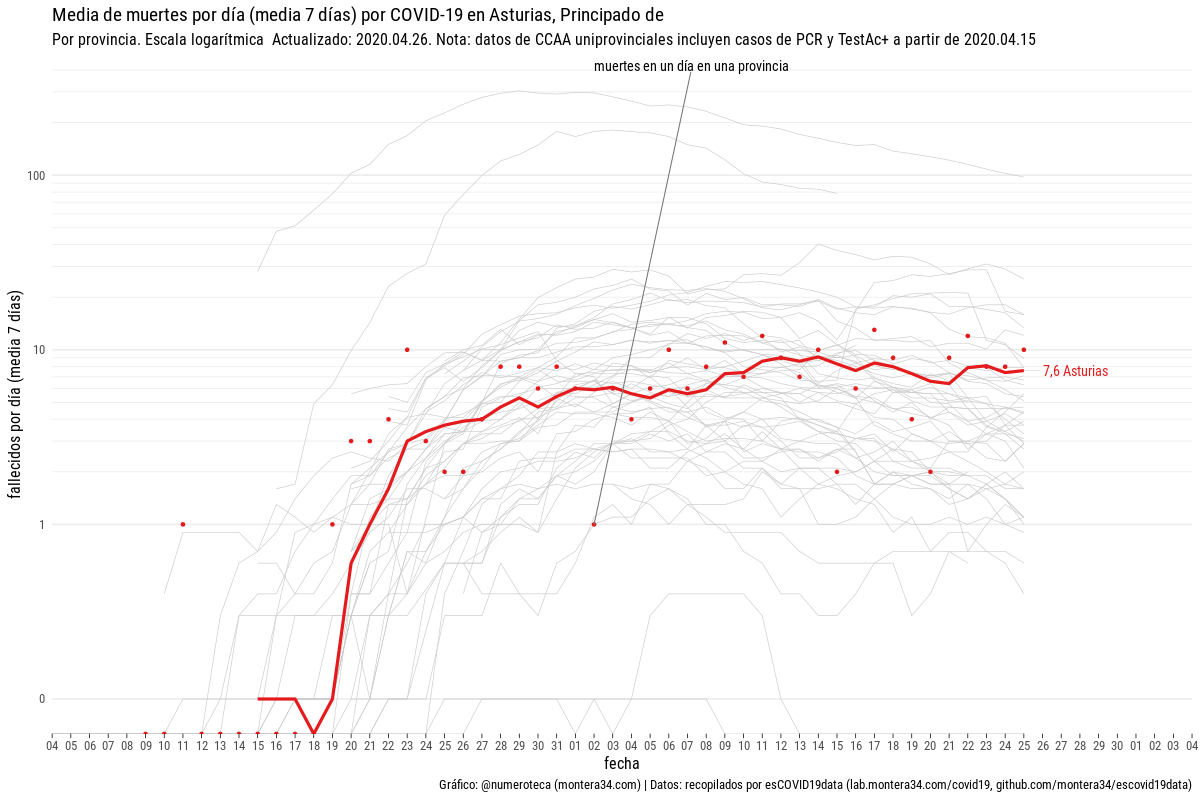 Media de muertes por día (media 7 días) por COVID-19 en Asturias, Principado de
Por provincia. Escala logarítmica  Actualizado: 2020.04.26. Nota: datos de CCAA uniprovinciales incluyen casos de PCR y TestAc+ a partir de 2020.04.15
muertes en un día en una provincia
fallecidos por día (media  7 días)
100
10
1
0
7,6 Asturias
04 05 06 07 08 09 10 11 12 13 14 15 16 17 18 19 20 21 22 23 24 25 26 27 28 29 30 31 01 02 03 04 05 06 07 08 09 10 11 12 13 14 15 16 17 18 19 20 21 22 23 24 25 26 27 28 29 30 01 02 03 04
fecha
Gráfico: @numeroteca (montera34.com) | Datos: recopilados por esCOVID19data (lab.montera34.com/covid19, github.com/montera34/escovid19data)